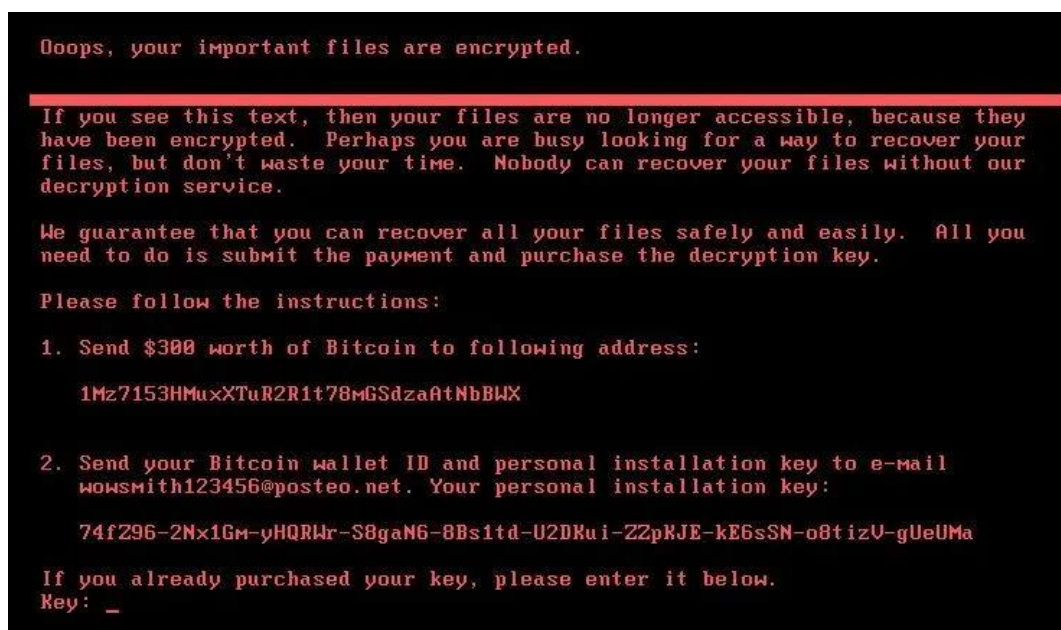 Ooops, your important files are encrypted.
If you see this text, then your files are no longer accessible, because they
have been encrypted.  Perhaps you are busy looking for a way to recover your
files, but don't waste your time.  Nobody can recover your files without our
decryption service.
We guarantee that you can recover all your files safely and easily.  All you
need to do is submit the payment and purchase the decryption key.
Please follow the instructions:
1. Send $300 worth of Bitcoin to following address:
1Mz7153HMuxXTuR2R1t78mGSdzaAtNbBWX
2. Send your Bitcoin wallet ID and personal installation key to e-mail
wowsmith123456@posteo.net. Your personal installation key:
74fZ96-2Nx1Gm-yHQRWr-S8gaN6-8Bs1td-U2DKui-ZZpKJE-kE6sSN-o8tizV-gUeUMa
If you already purchased your key, please enter it below.
Key: _